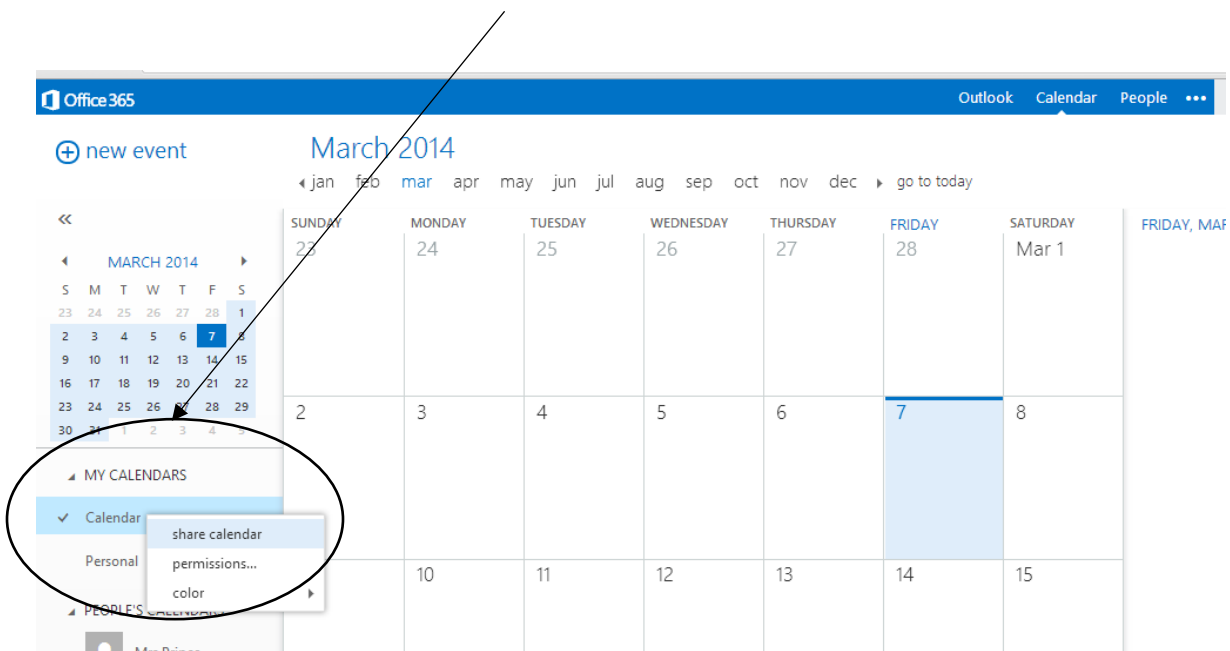 Office 365
Outlook Calendar People •••
new event
March 2014
jan feb mar apr may jun jul aug sep oct nov dec go to today
«
MARCH 2014
S M T W T F S
23 24 25 26 27 28 1
2 3 4 5 6 7 8
9 10 11 12 13 14 15
16 17 18 19 20 21 22
23 24 25 26 27 28 29
30 31 1 2 3 4 5
MY CALENDARS
Calendar
Personal
share calendar
permissions...
color
PEOPLE'S CALENDARS
SUNDAY MONDAY TUESDAY WEDNESDAY THURSDAY FRIDAY SATURDAY
23 24 25 26 27 28 Mar 1
2 3 4 5 6 7 8
10 11 12 13 14 15
FRIDAY, MAR